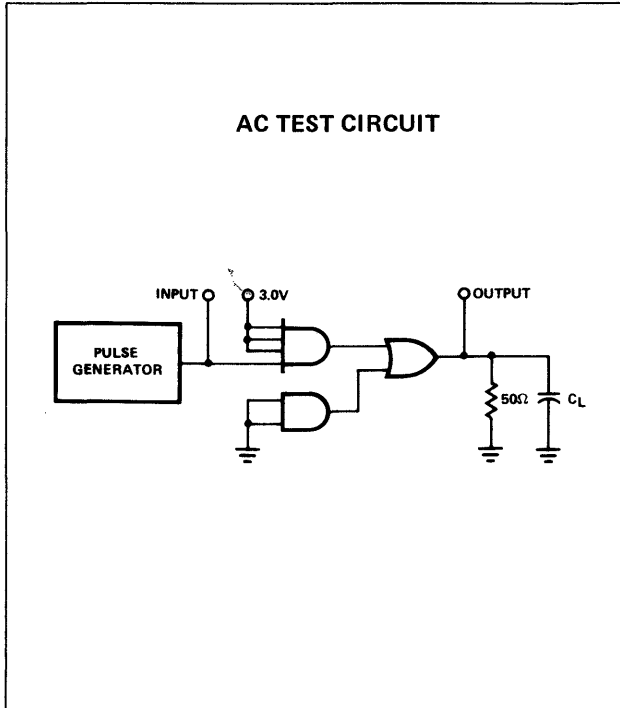 AC TEST CIRCUIT
INPUT
3.0V
OUTPUT
PULSE
GENERATOR
50Ω
CL